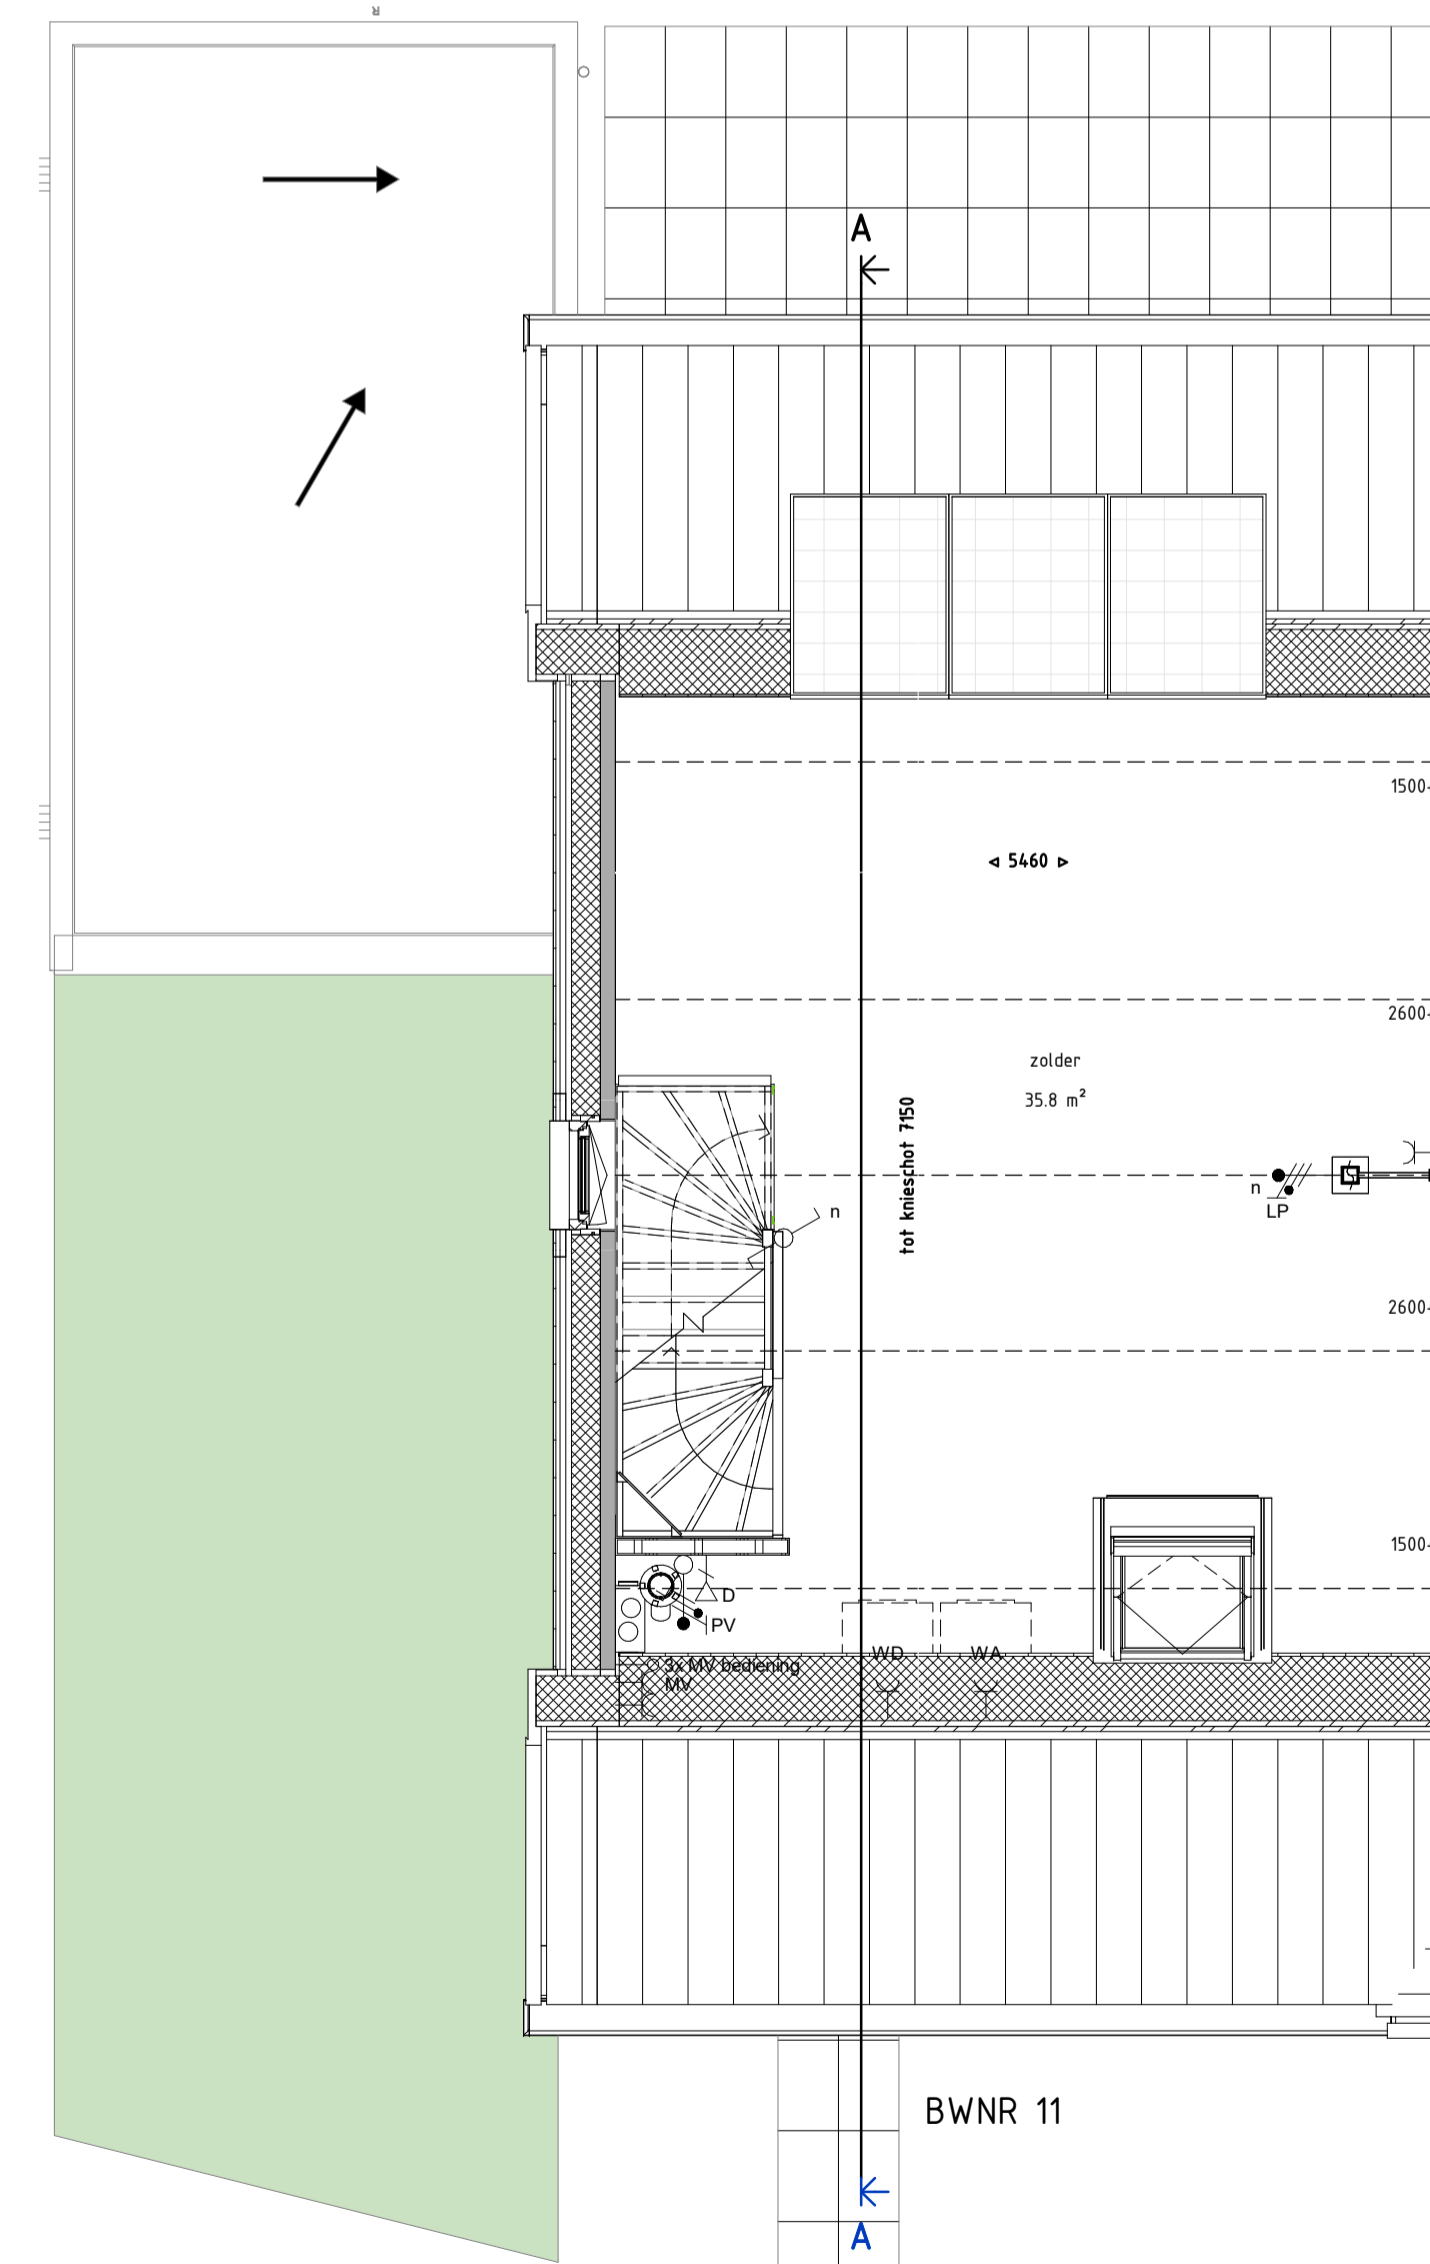 R
A
1500
◁ 5460 ▷
2600
zolder
35.8 m²
tot knieschot 7150
n
LP
n
2600
1500
D
PV
WD
WA
3x MV bediening
MV
BWNR 11
A